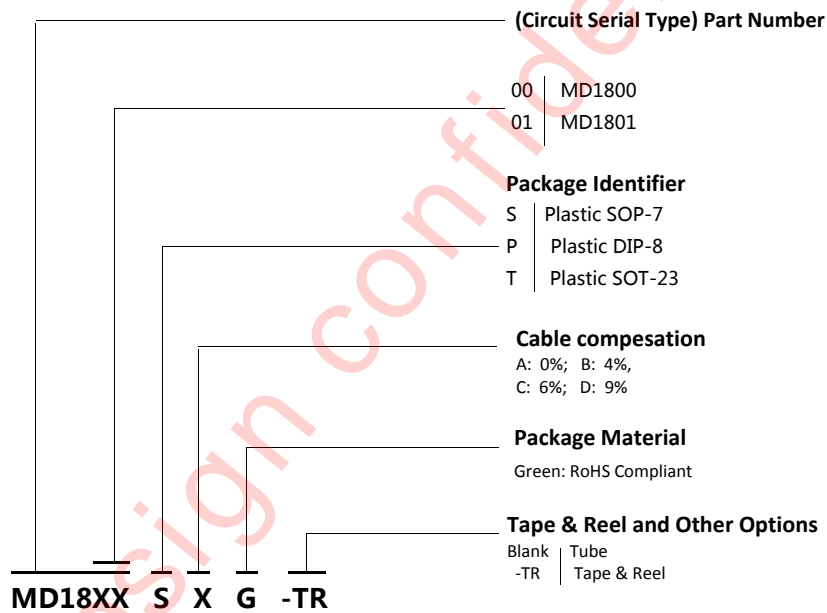 (Circuit Serial Type) Part Number
00 MD1800
01 MD1801
Package Identifier
S Plastic SOP-7
P Plastic DIP-8
T Plastic SOT-23
Cable compesation
A: 0%; B: 4%,
C: 6%; D: 9%
Package Material
Green: RoHS Compliant
Tape & Reel and Other Options
Blank Tube
-TR Tape & Reel
MD18XX S X G -TR
sign confide